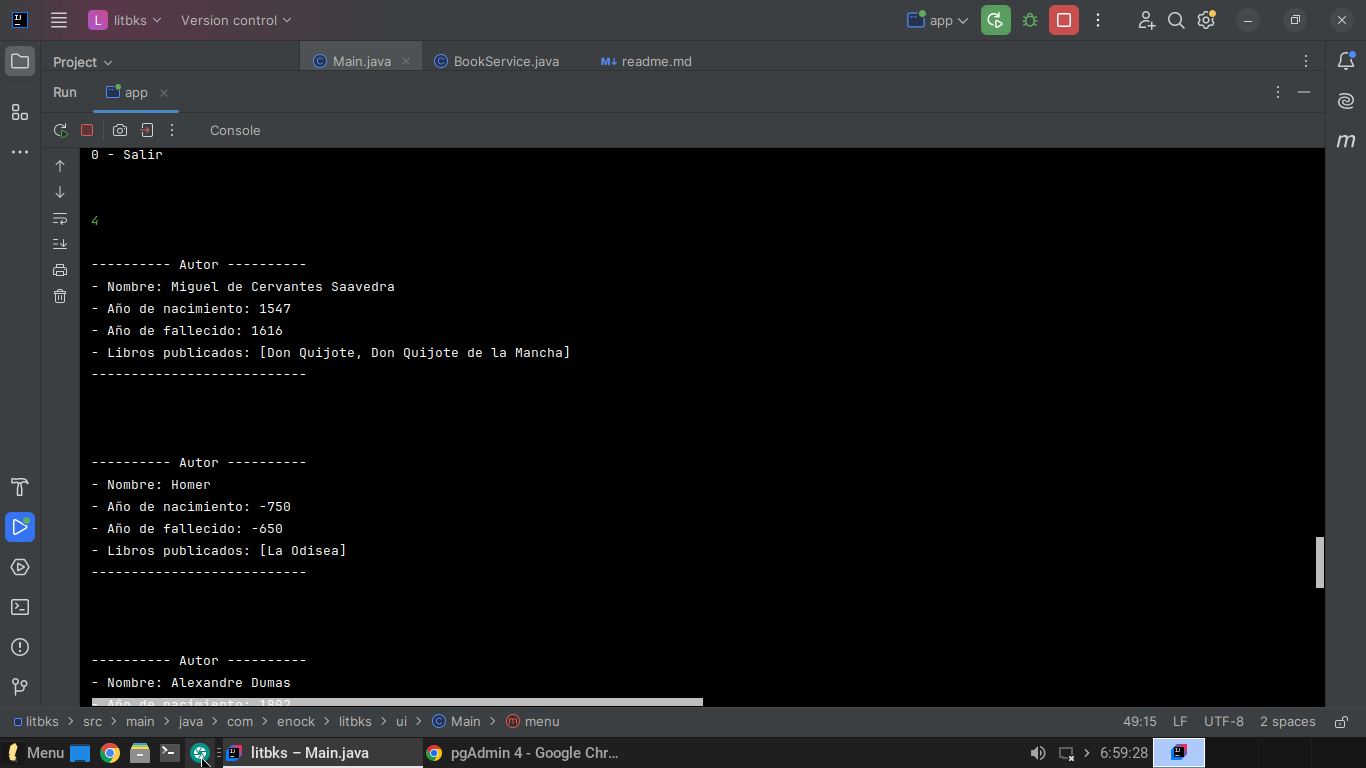 L litbks Version control app
Project Main.java BookService.java M↓ readme.md
Run app
Console
0 - Salir
4
---------- Autor ----------
- Nombre: Miguel de Cervantes Saavedra
- Año de nacimiento: 1547
- Año de fallecido: 1616
- Libros publicados: [Don Quijote, Don Quijote de la Mancha]
---------------------------
---------- Autor ----------
- Nombre: Homer
- Año de nacimiento: -750
- Año de fallecido: -650
- Libros publicados: [La Odisea]
---------------------------
---------- Autor ----------
- Nombre: Alexandre Dumas
- Año de nacimiento: 1802
litbks > src > main > java > com > enock > litbks > ui > Main > menu 49:15 LF UTF-8 2 spaces
Menu litbks – Main.java pgAdmin 4 - Google Chr... 6:59:28